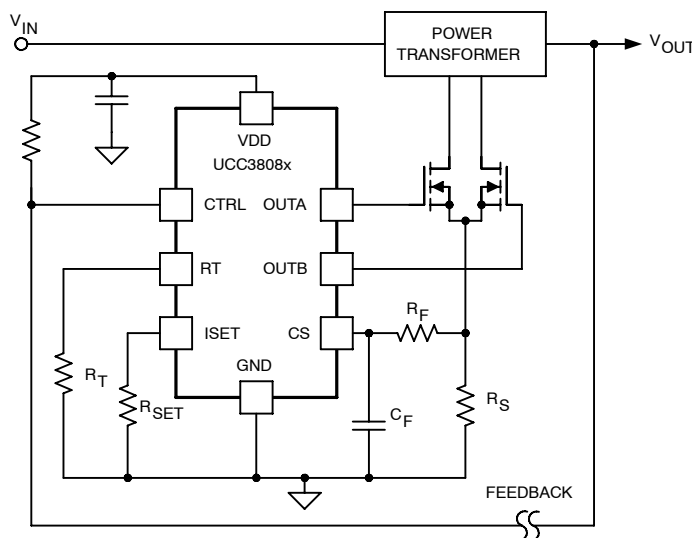 VIN
POWER
TRANSFORMER
VOUT
VDD
UCC3808x
CTRL
OUTA
RT
OUTB
ISET
CS
RF
GND
RT
RSET
CF
RS
FEEDBACK